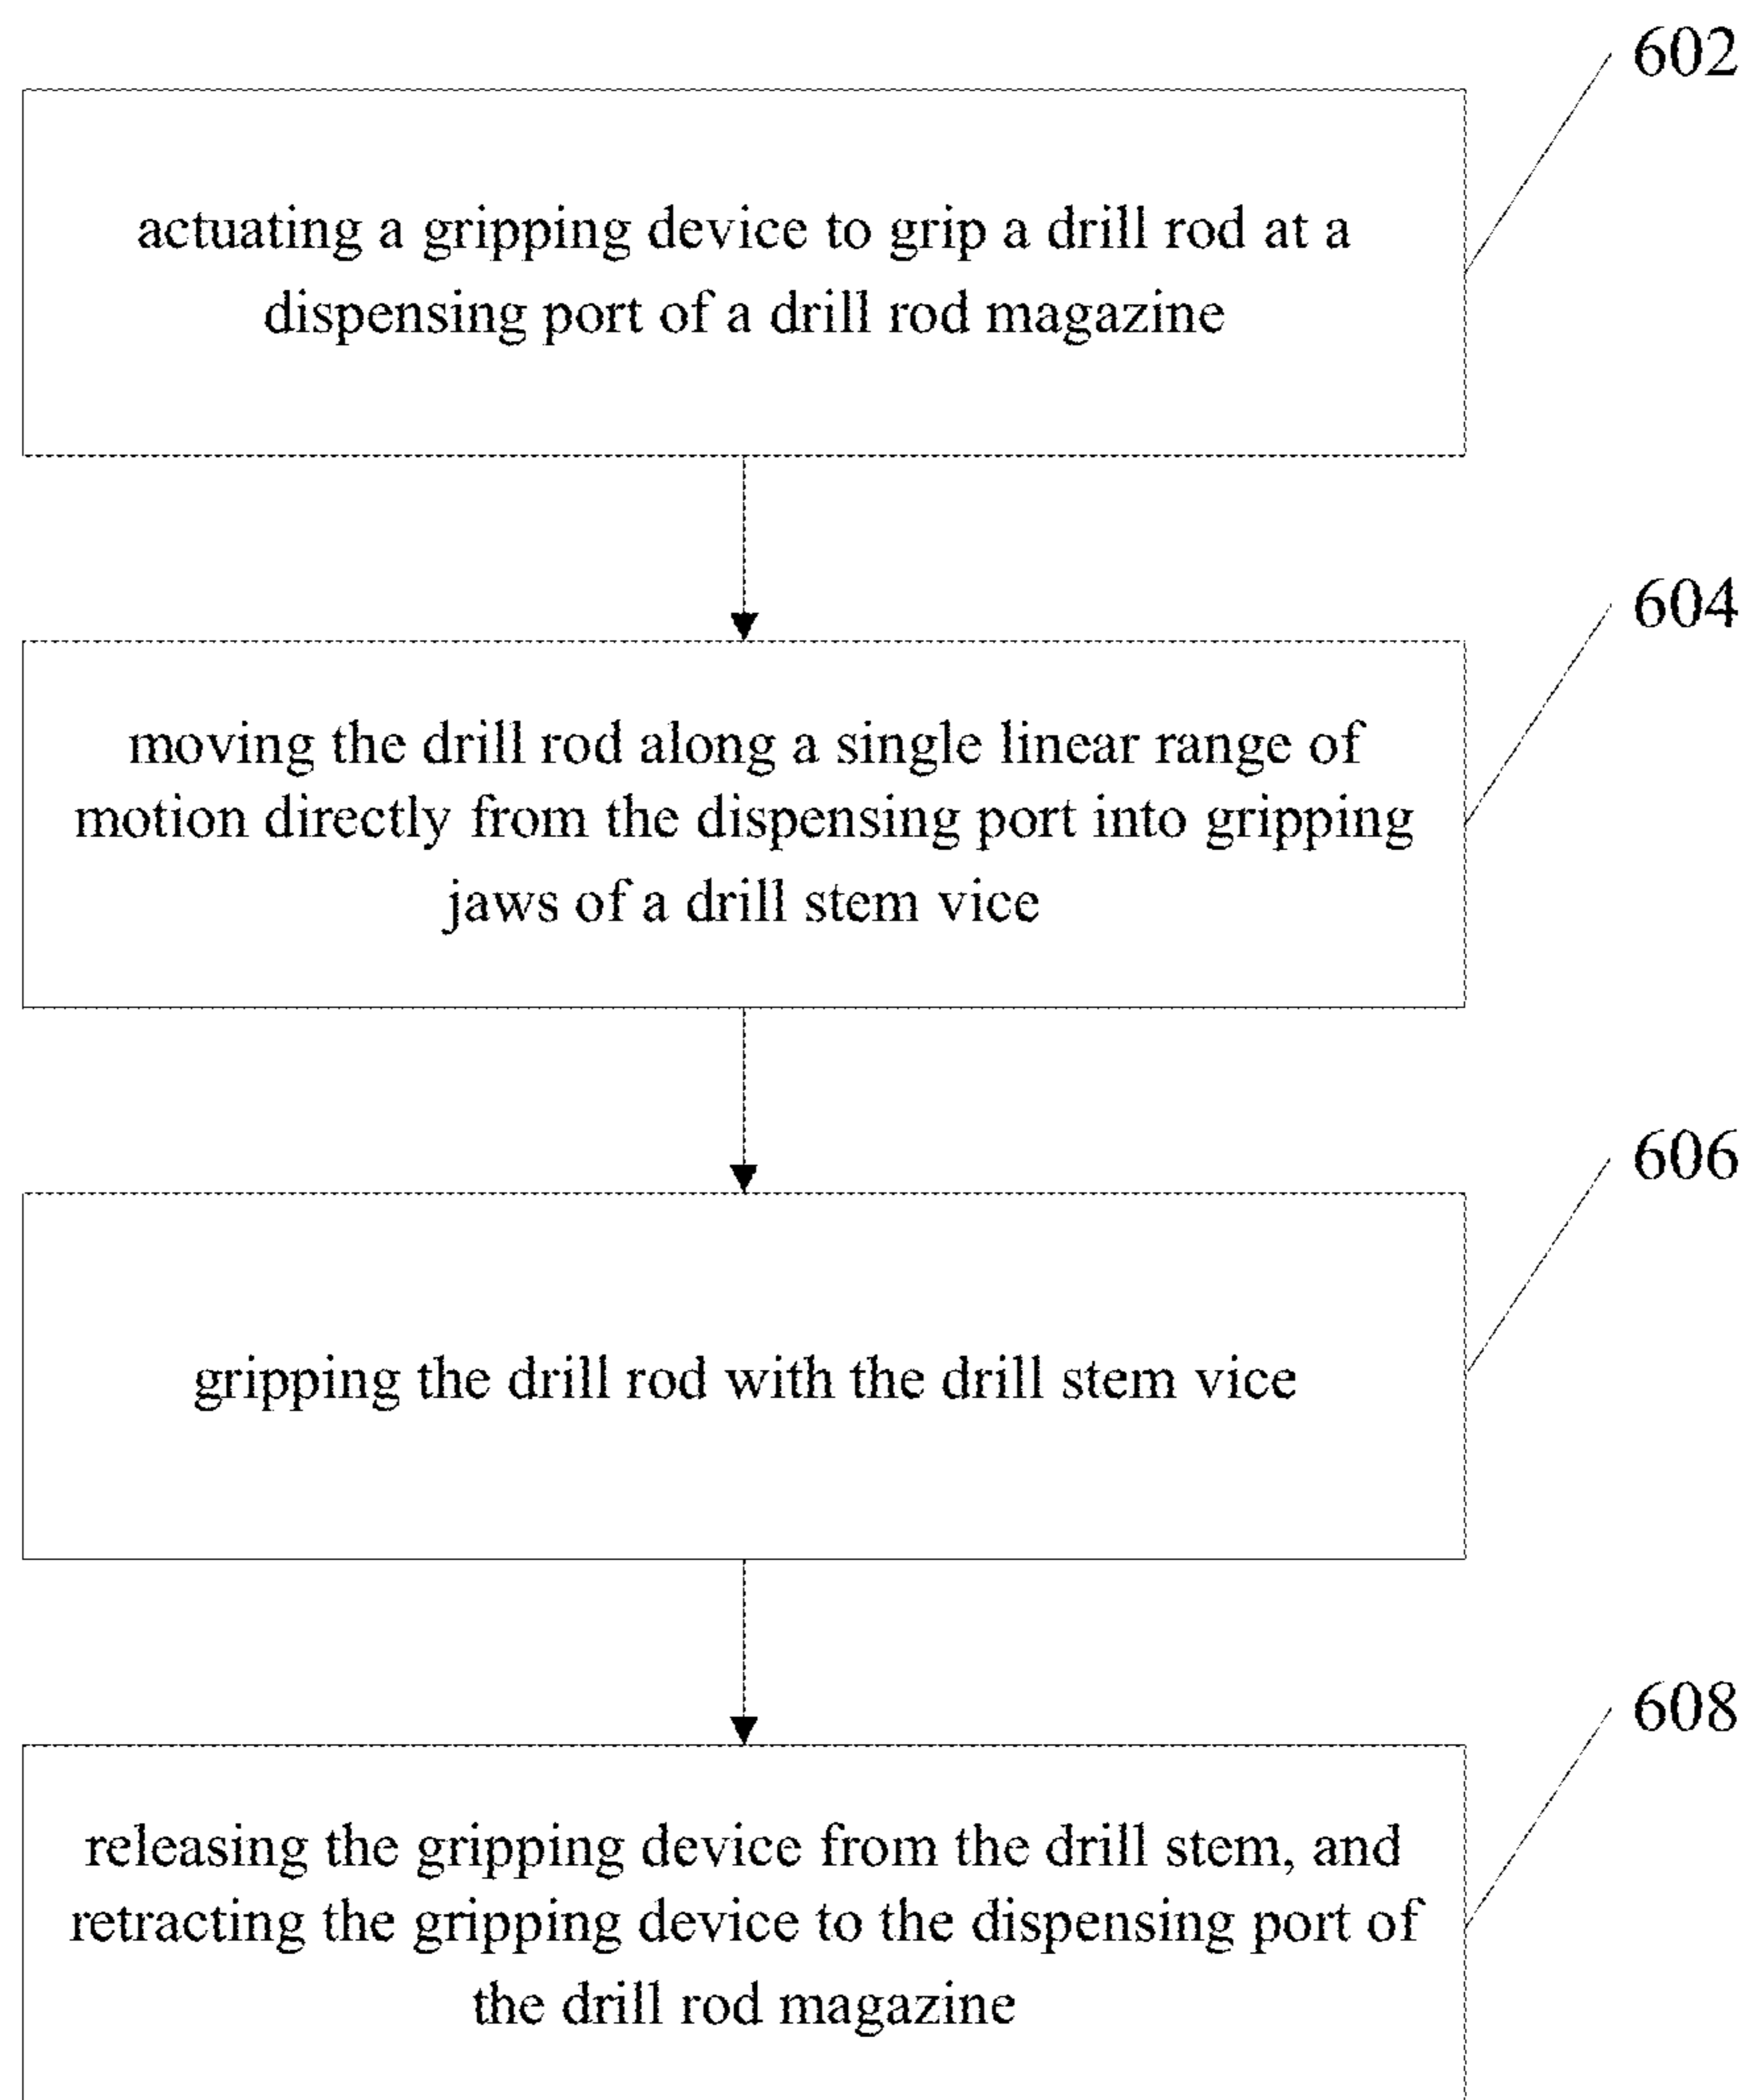 602
actuating a gripping device to grip a drill rod at a
dispensing port of a drill rod magazine
604
moving the drill rod along a single linear range of
motion directly from the dispensing port into gripping
jaws of a drill stem vice
606
gripping the drill rod with the drill stem vice
608
releasing the gripping device from the drill stem, and
retracting the gripping device to the dispensing port of
the drill rod magazine